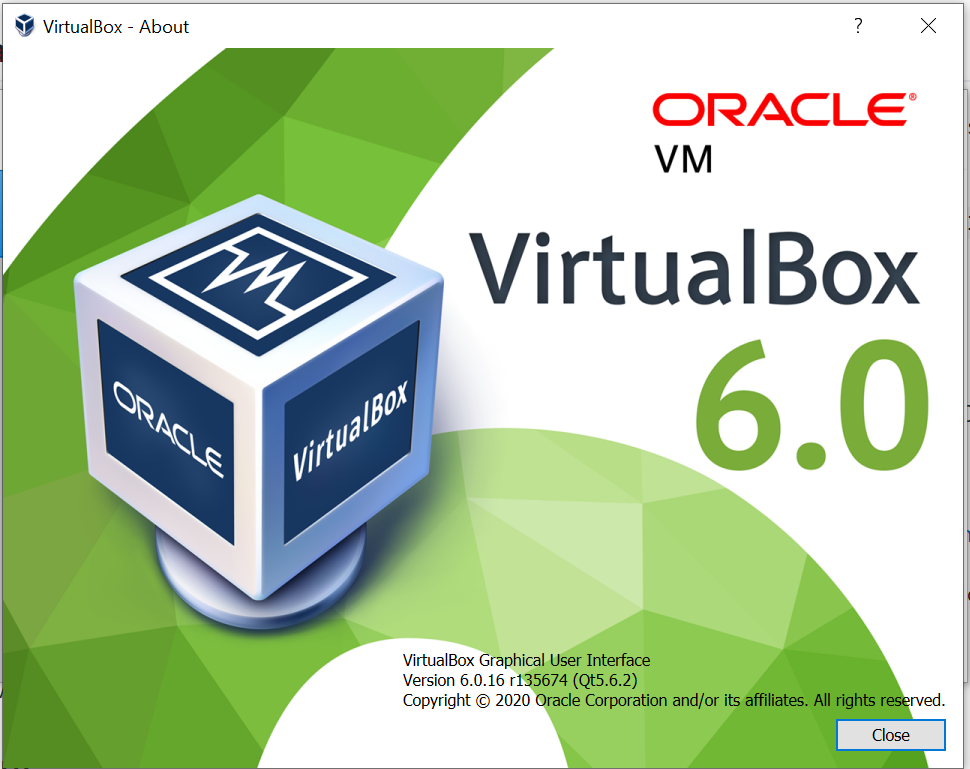 VirtualBox - About
?
ORACLE®
VM
VirtualBox
6.0
ORACLE
VirtualBox
VirtualBox Graphical User Interface
Version 6.0.16 r135674 (Qt5.6.2)
Copyright © 2020 Oracle Corporation and/or its affiliates. All rights reserved.
Close